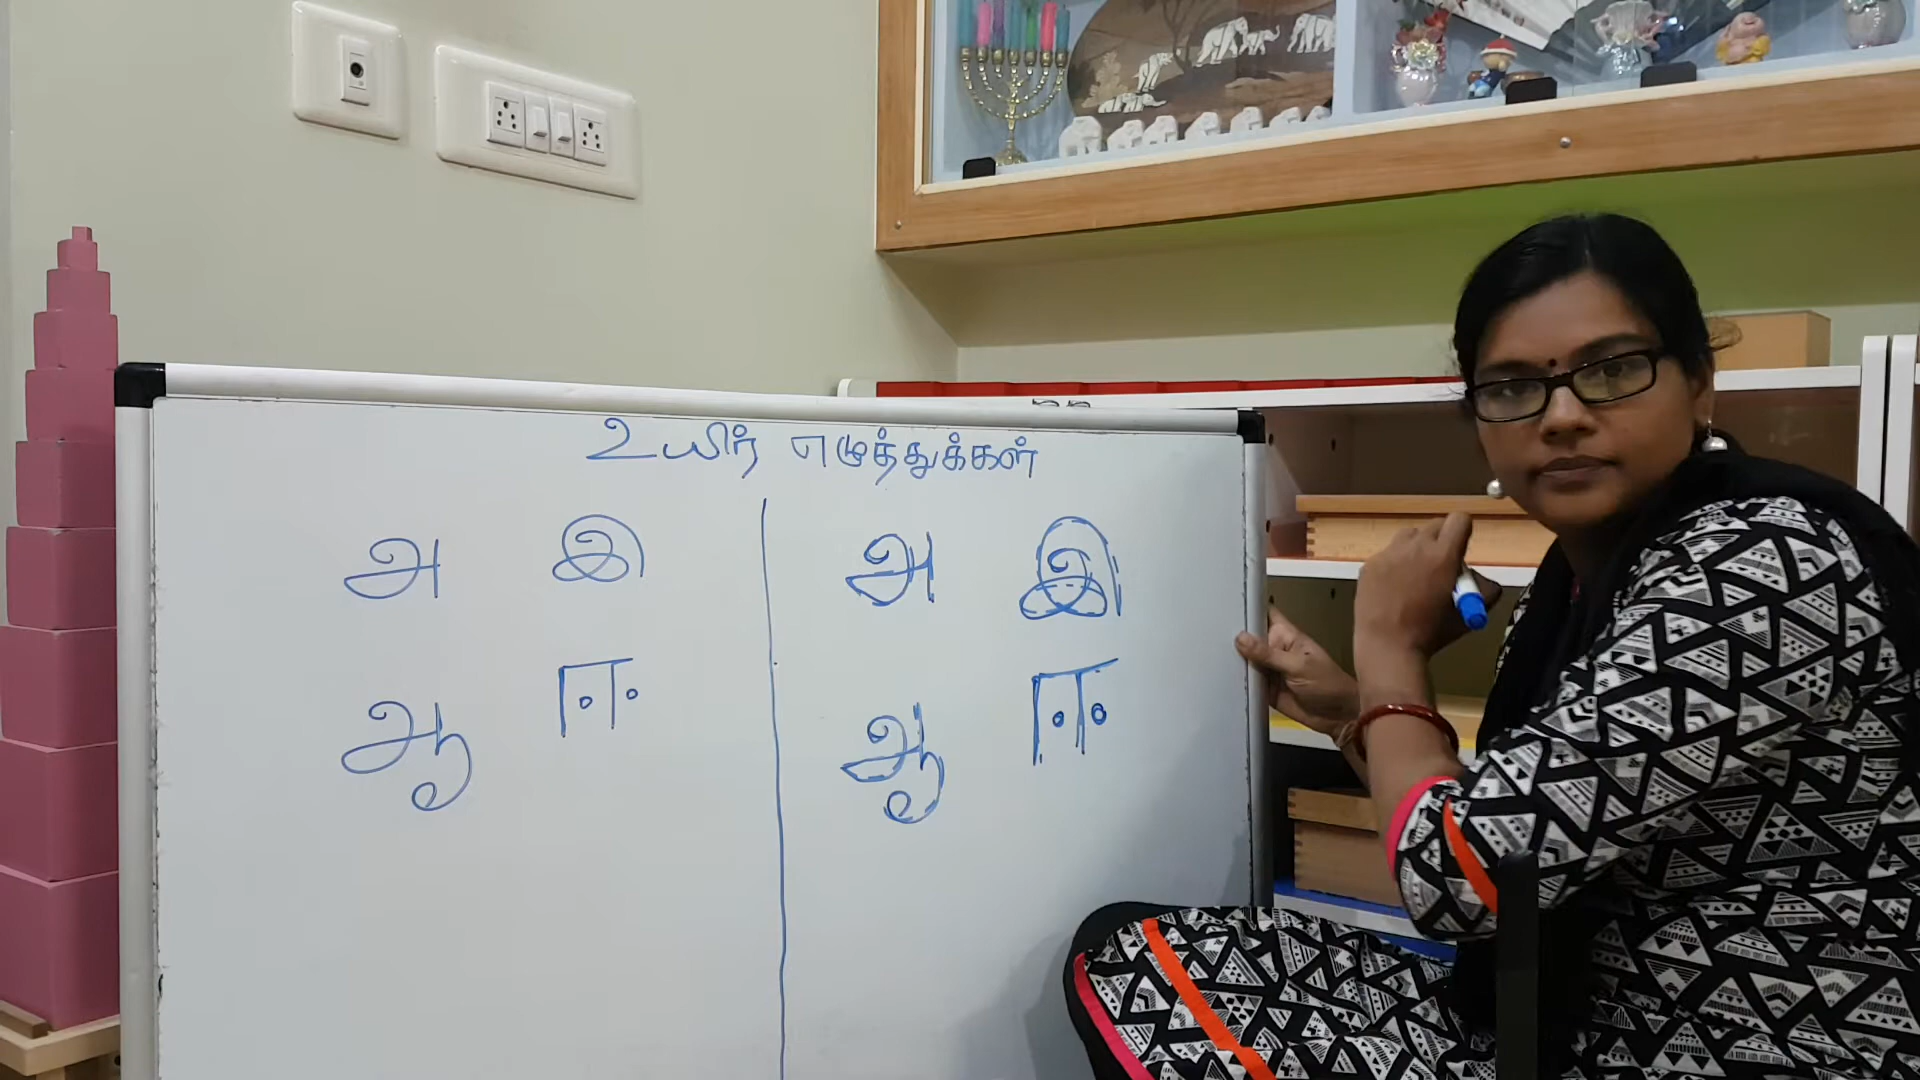 உயிர் எழுத்துக்கள்
அ இ அ இ
ஆ ஈ ஆ ஈ